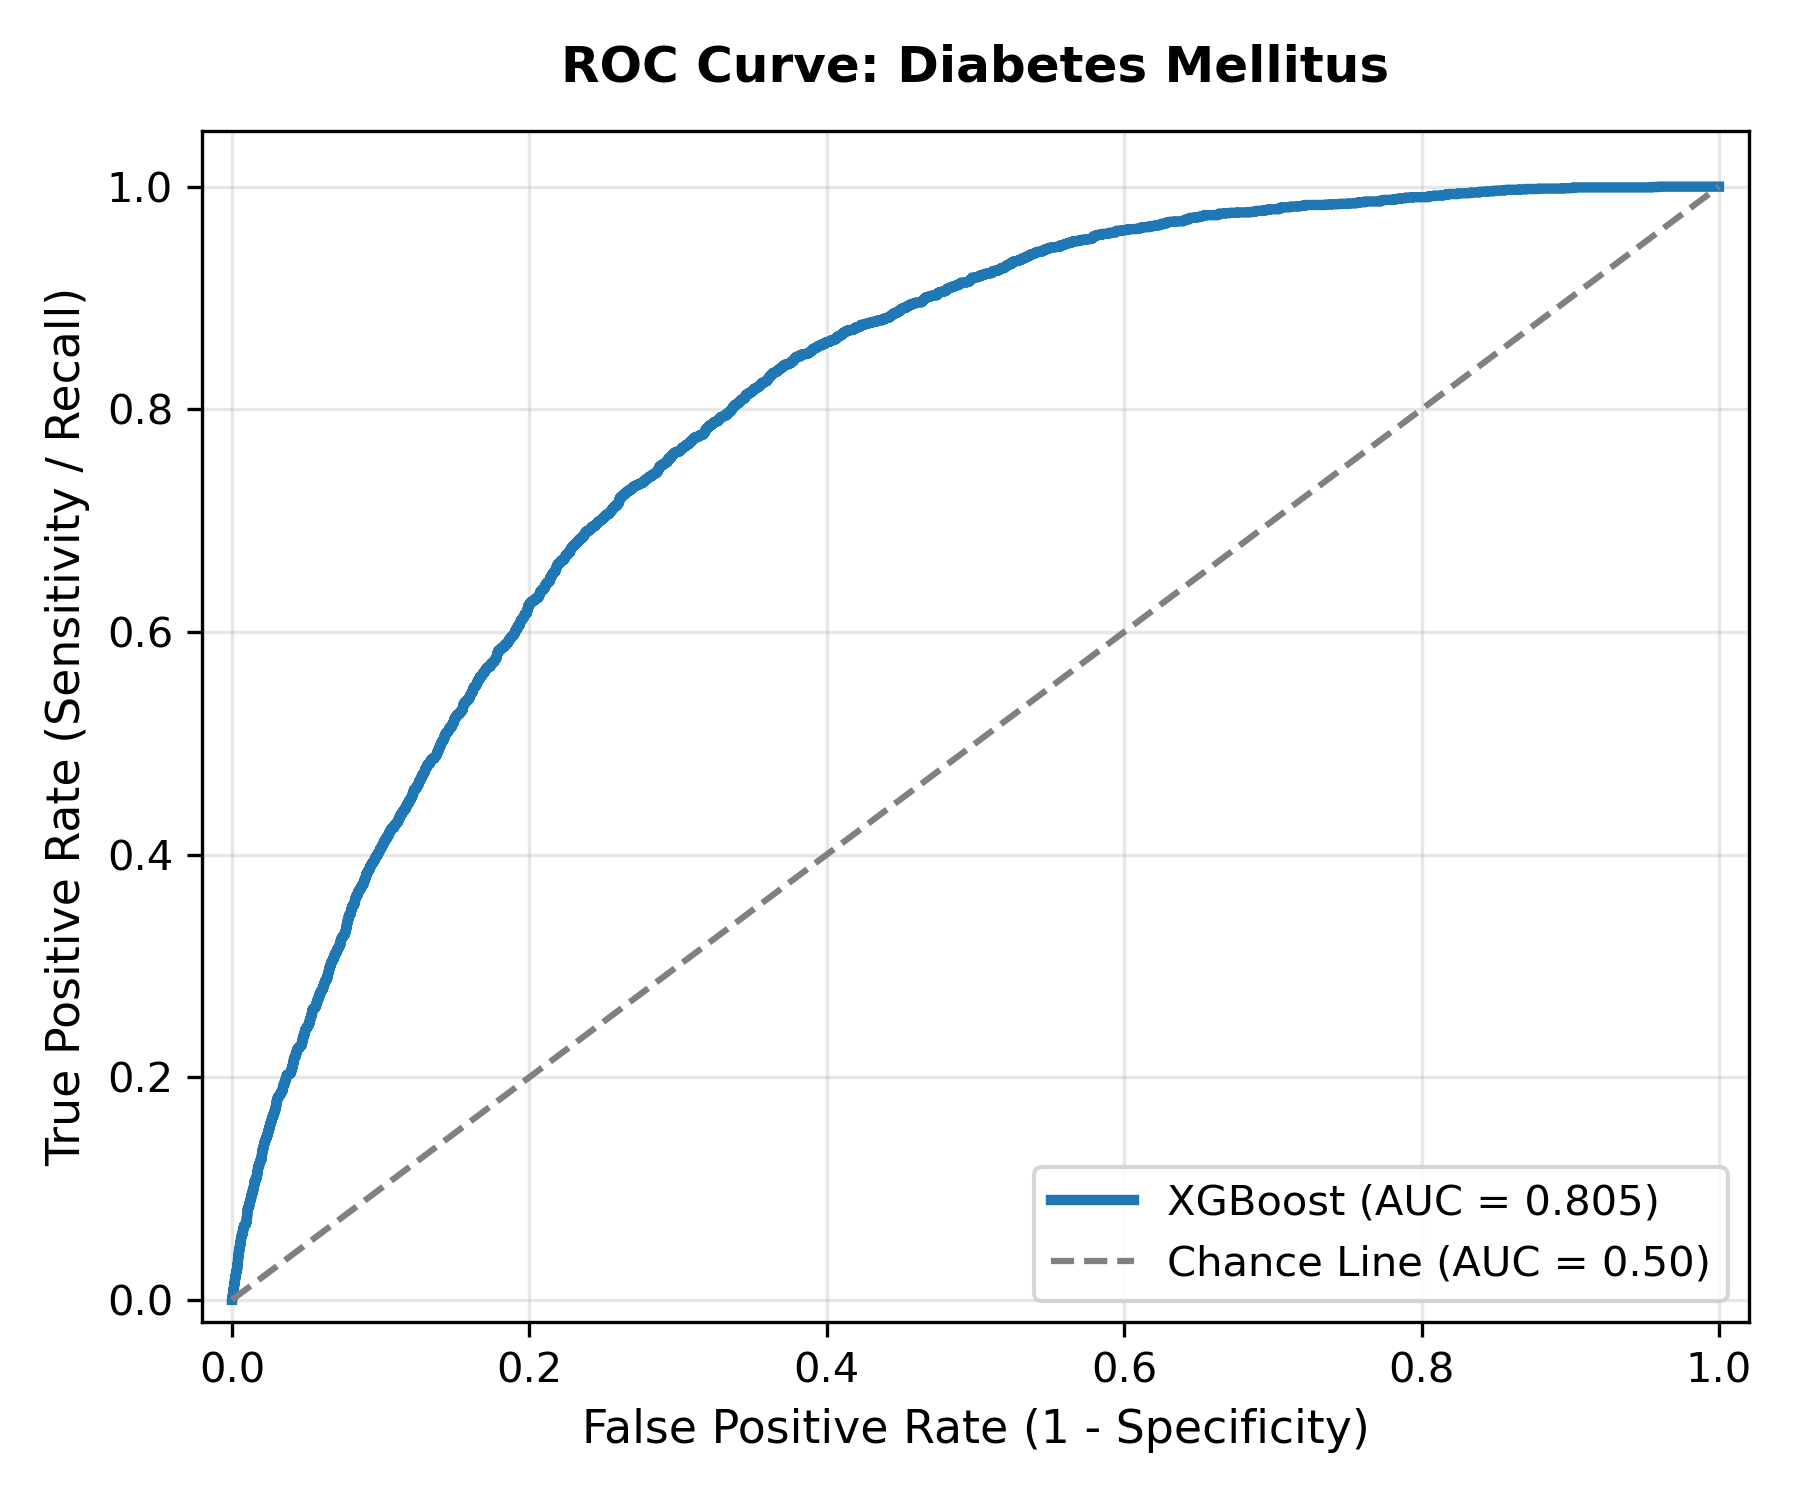 ROC Curve: Diabetes Mellitus
True Positive Rate (Sensitivity / Recall)
1.0
0.8
0.6
0.4
0.2
0.0
XGBoost (AUC = 0.805)
Chance Line (AUC = 0.50)
0.0 0.2 0.4 0.6 0.8 1.0
False Positive Rate (1 - Specificity)